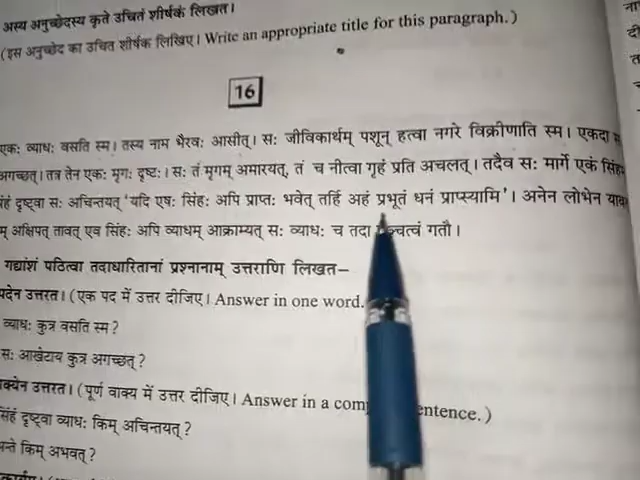 अस्य अनुच्छेदस्य कृते उचितं शीर्षकं लिखत।
(इस अनुच्छेद का उचित शीर्षक लिखिए। Write an appropriate title for this paragraph.)
16
एकः व्याधः वसति स्म। तस्य नाम भैरवः आसीत्। सः जीविकार्थम् पशून् हत्वा नगरे विक्रीणाति स्म। एकदा स
अगच्छत्। तत्र तेन एकः मृगः दृष्टः। सः तं मृगम् अमारयत्, तं च नीत्वा गृहं प्रति अचलत्। तदैव सः मार्गे एकं सिंहम
संहं दृष्ट्वा सः अचिन्तयत् 'यदि एषः सिंहः अपि प्राप्तः भवेत् तर्हि अहं प्रभूतं धनं प्राप्स्यामि'। अनेन लोभेन याव
म् अक्षिपत् तावत् एव सिंहः अपि व्याधम् आक्राम्यत् सः व्याधः च तदा गतौ।
गद्यांशं पठित्वा तदाधारितानां प्रश्नानाम् उत्तराणि लिखत–
पदेन उत्तरत। (एक पद में उत्तर दीजिए। Answer in one word.
व्याधः कुत्र वसति स्म?
सः आखेटाय कुत्र अगच्छत्?
क्येन उत्तरत। (पूर्ण वाक्य में उत्तर दीजिए। Answer in a com entence.)
सिंहं दृष्ट्वा व्याधः किम् अचिन्तयत्?
न्ते किम् अभवत्?